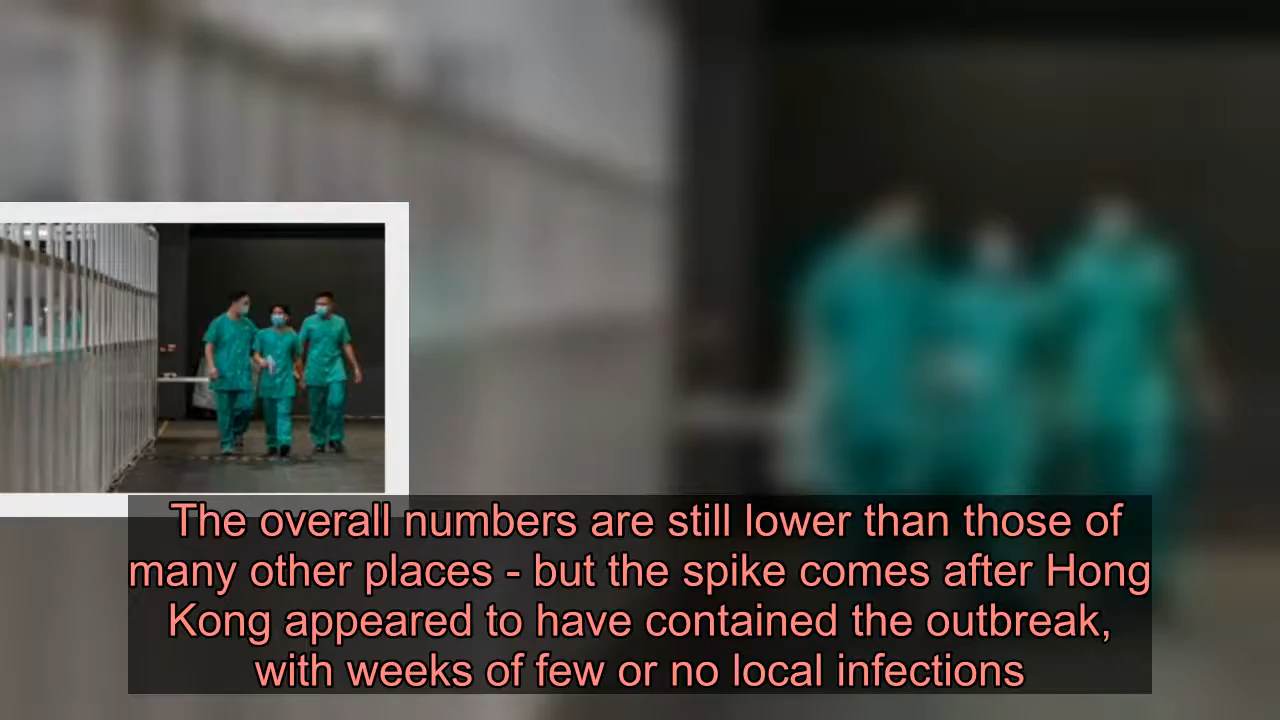 The overall numbers are still lower than those of
many other places - but the spike comes after Hong
Kong appeared to have contained the outbreak,
with weeks of few or no local infections